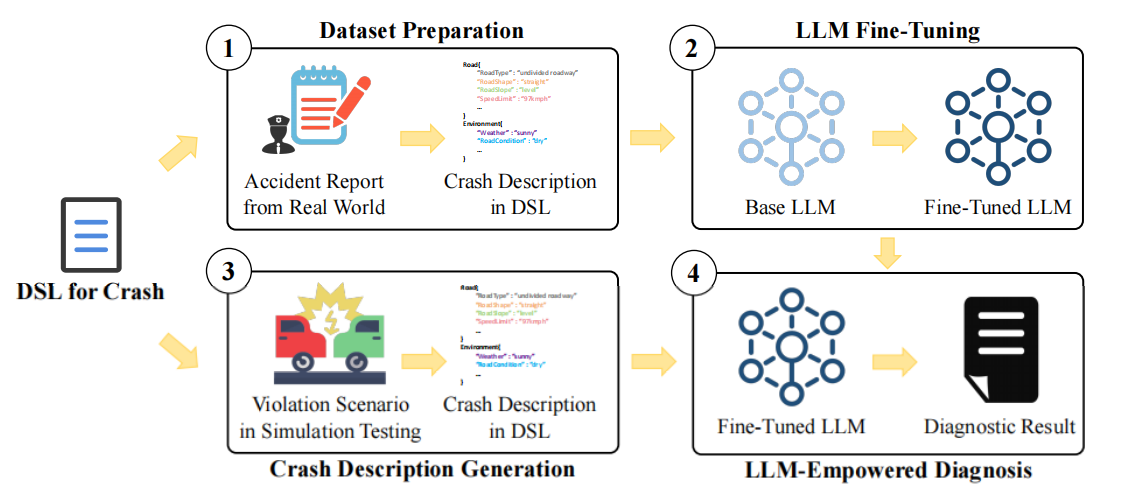 Dataset Preparation
LLM Fine-Tuning
1
2
Road{
"RoadType" : "undivided roadway"
"RoadShape" : "straight"
"RoadSlope" : "level"
"SpeedLimit" : "97kmph"
...
}
Environment{
"Weather" : "sunny"
"RoadCondition" : "dry"
...
}
Accident Report
from Real World
Crash Description
in DSL
Base LLM
Fine-Tuned LLM
DSL for Crash
3
4
Road{
"RoadType" : "undivided roadway"
"RoadShape" : "straight"
"RoadSlope" : "level"
"SpeedLimit" : "97kmph"
...
}
Environment{
"Weather" : "sunny"
"RoadCondition" : "dry"
...
}
Violation Scenario
in Simulation Testing
Crash Description
in DSL
Fine-Tuned LLM
Diagnostic Result
Crash Description Generation
LLM-Empowered Diagnosis